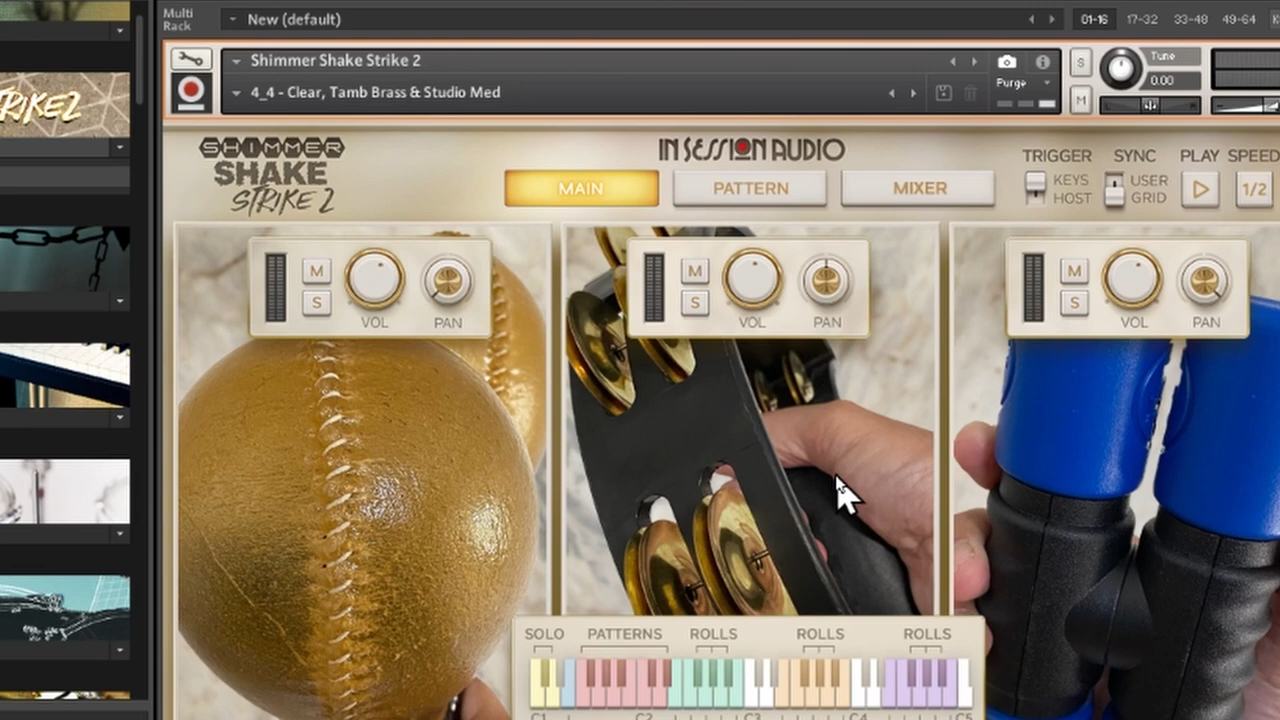 Multi
Rack
New (default)
01-16 17-32 33-48 49-64
Shimmer Shake Strike 2
S
Tune
0.00
Purge
4_4 - Clear, Tamb Brass & Studio Med
M
L R
STRIKE2
SHIMMER
SHAKE
STRIKE 2
IN SESSION AUDIO
MAIN PATTERN MIXER
TRIGGER SYNC PLAY SPEED
KEYS
HOST
USER
GRID
1/2
M
S
VOL PAN
M
S
VOL PAN
M
S
VOL PAN
SOLO PATTERNS ROLLS ROLLS ROLLS
C1 C2 C3 C4 C5